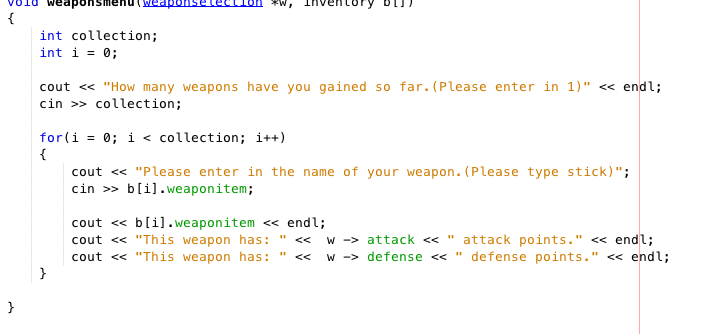 void weaponsmenu(weaponselection *w, inventory b[])
{
    int collection;
    int i = 0;

    cout << "How many weapons have you gained so far.(Please enter in 1)" << endl;
    cin >> collection;

    for(i = 0; i < collection; i++)
    {
        cout << "Please enter in the name of your weapon.(Please type stick)";
        cin >> b[i].weaponitem;

        cout << b[i].weaponitem << endl;
        cout << "This weapon has: " <<  w -> attack << " attack points." << endl;
        cout << "This weapon has: " <<  w -> defense << " defense points." << endl;
    }

}